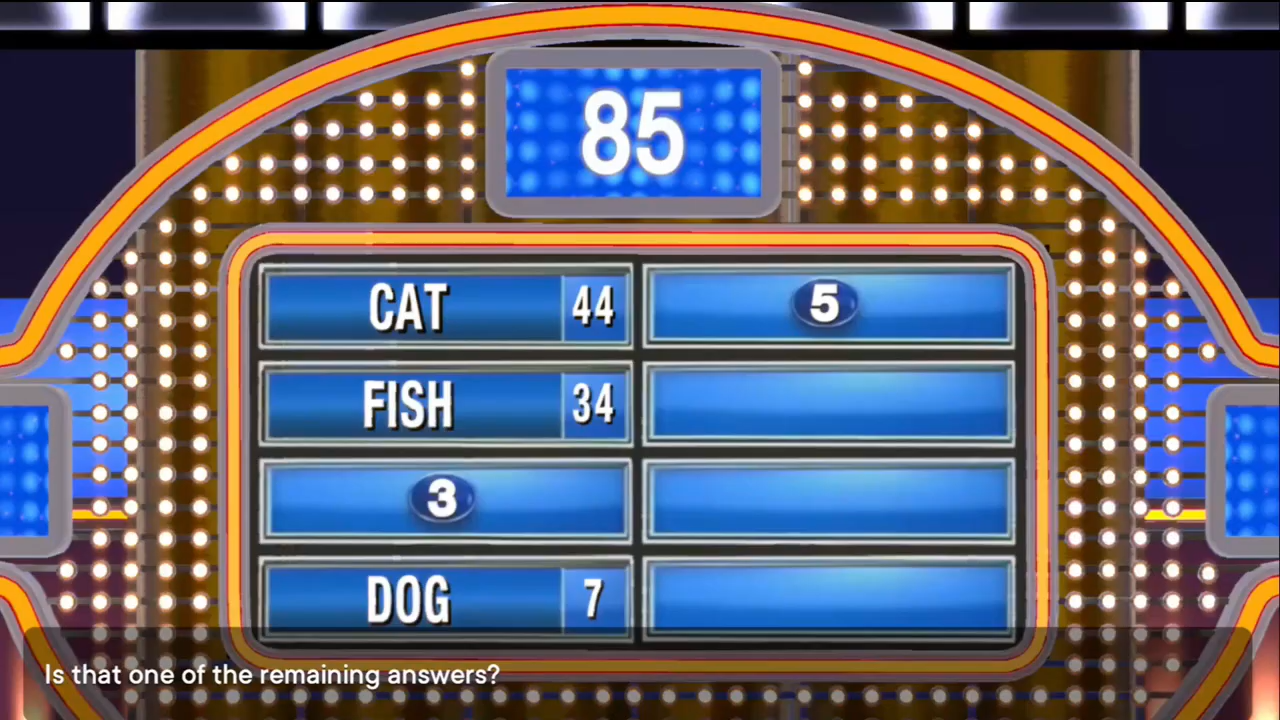 85
CAT 44
5
FISH 34
3
DOG 7
Is that one of the remaining answers?